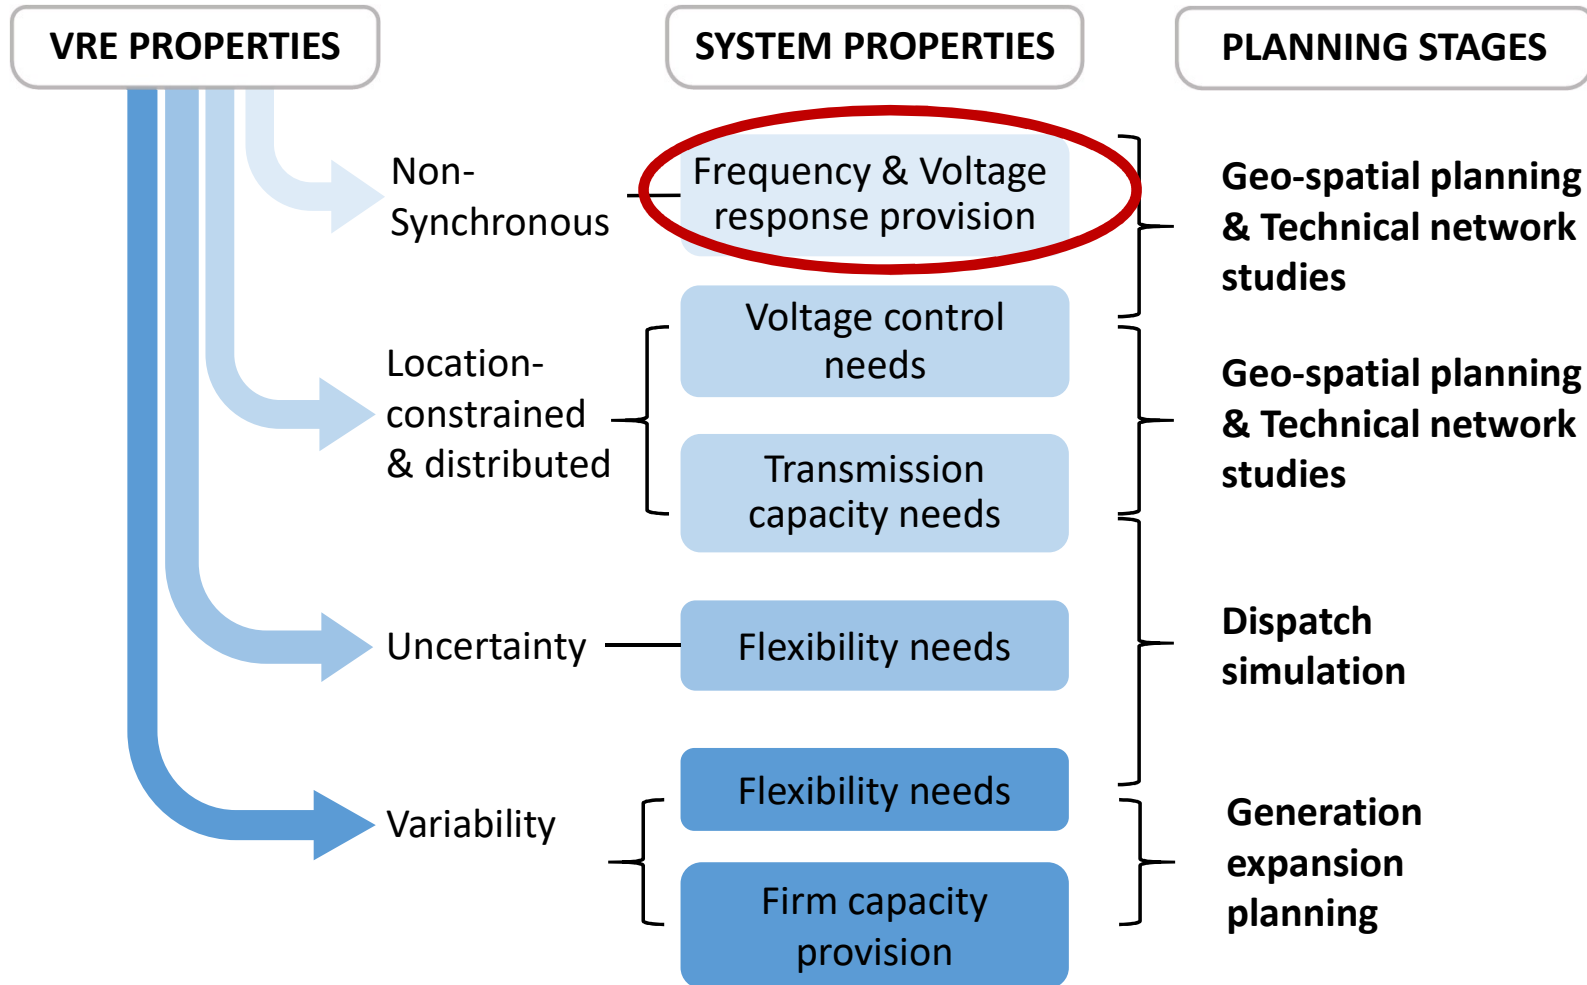 VRE PROPERTIES
SYSTEM PROPERTIES
PLANNING STAGES
Non-
Synchronous
Frequency & Voltage
response provision
Geo-spatial planning
& Technical network
studies
Location-
constrained
& distributed
Voltage control
needs
Transmission
capacity needs
Geo-spatial planning
& Technical network
studies
Uncertainty
Flexibility needs
Dispatch
simulation
Variability
Flexibility needs
Firm capacity
provision
Generation
expansion
planning